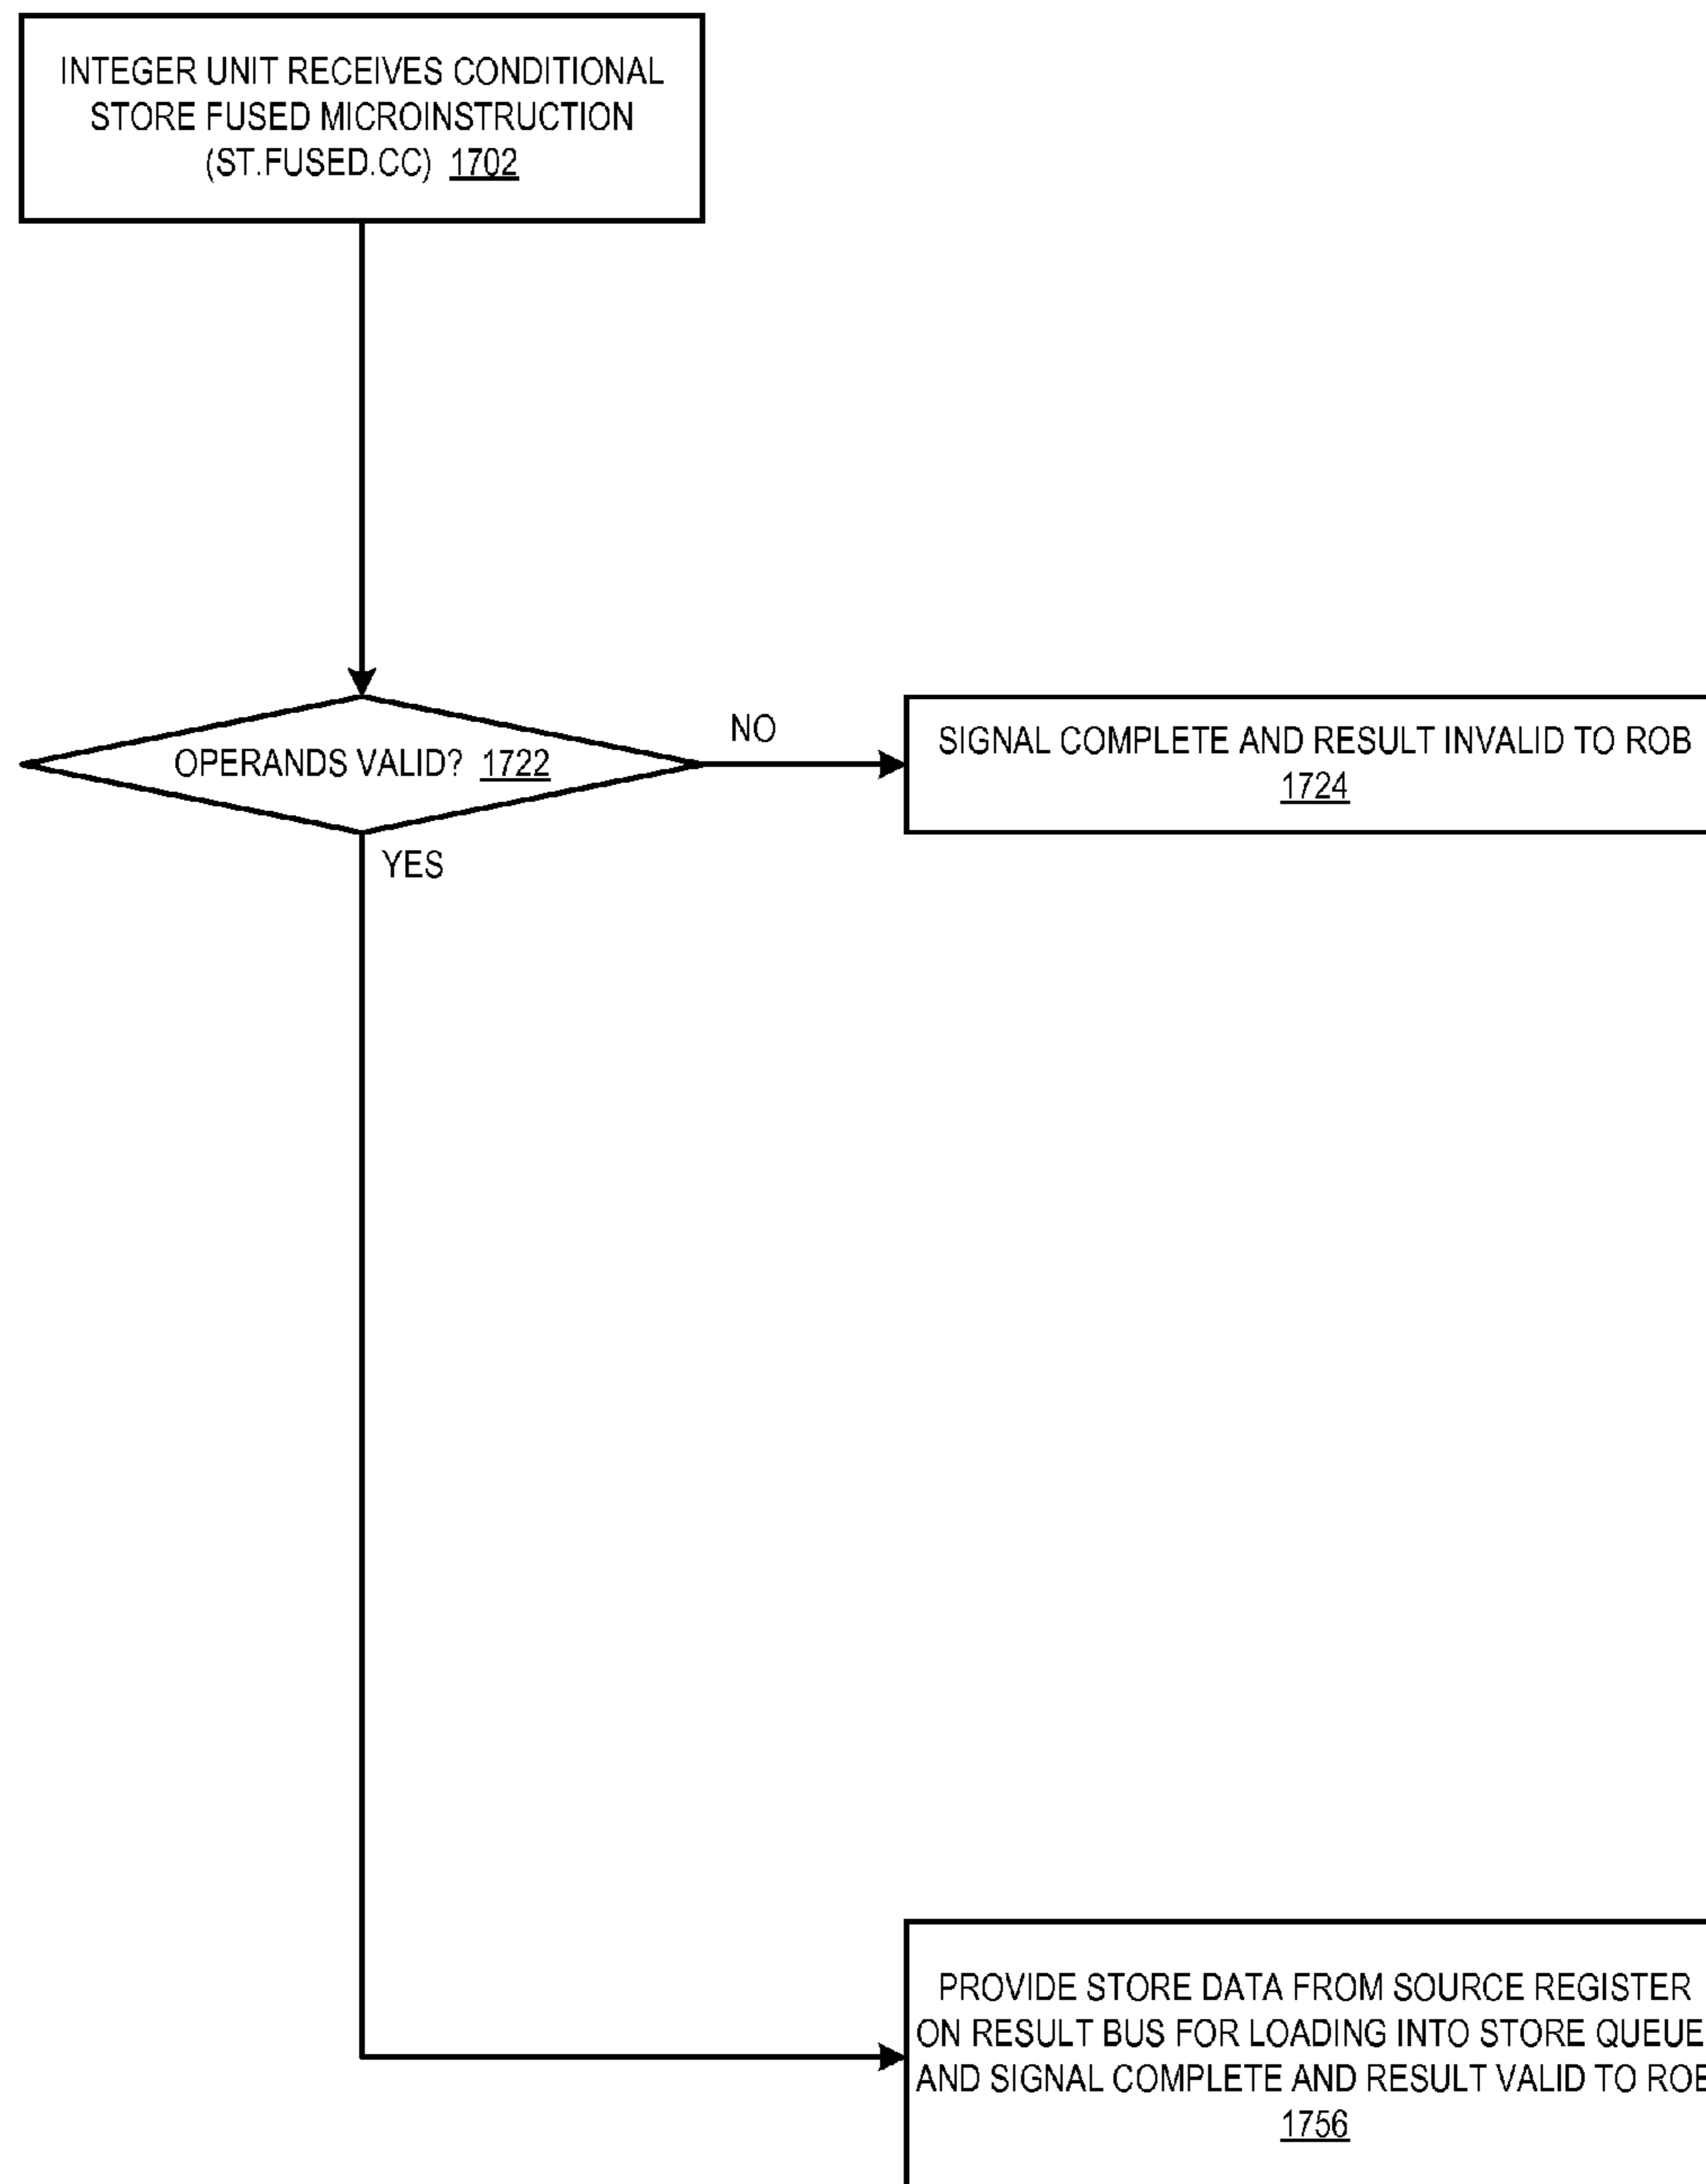 INTEGER UNIT RECEIVES CONDITIONAL
STORE FUSED MICROINSTRUCTION
(ST.FUSED.CC) 1702
OPERANDS VALID? 1722
NO
SIGNAL COMPLETE AND RESULT INVALID TO ROB
1724
YES
PROVIDE STORE DATA FROM SOURCE REGISTER
ON RESULT BUS FOR LOADING INTO STORE QUEUE
AND SIGNAL COMPLETE AND RESULT VALID TO ROB
1756